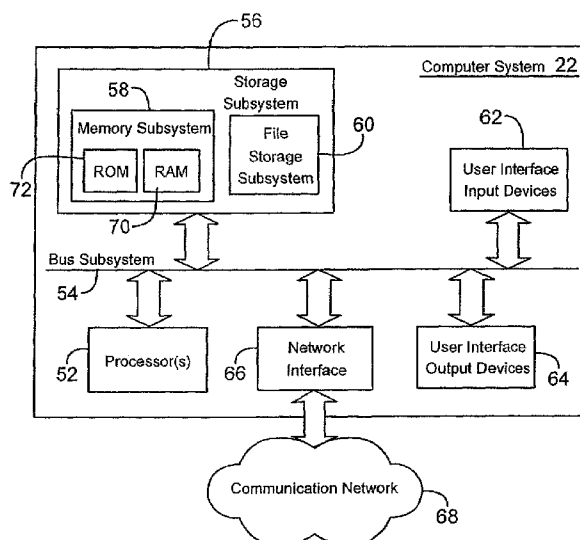 56
Computer System 22
Storage
Subsystem
58
Memory Subsystem
File
Storage
Subsystem
60
62
ROM
RAM
72
70
User Interface
Input Devices
Bus Subsystem
54
52
Processor(s)
66
Network
Interface
User Interface
Output Devices
64
Communication Network
68